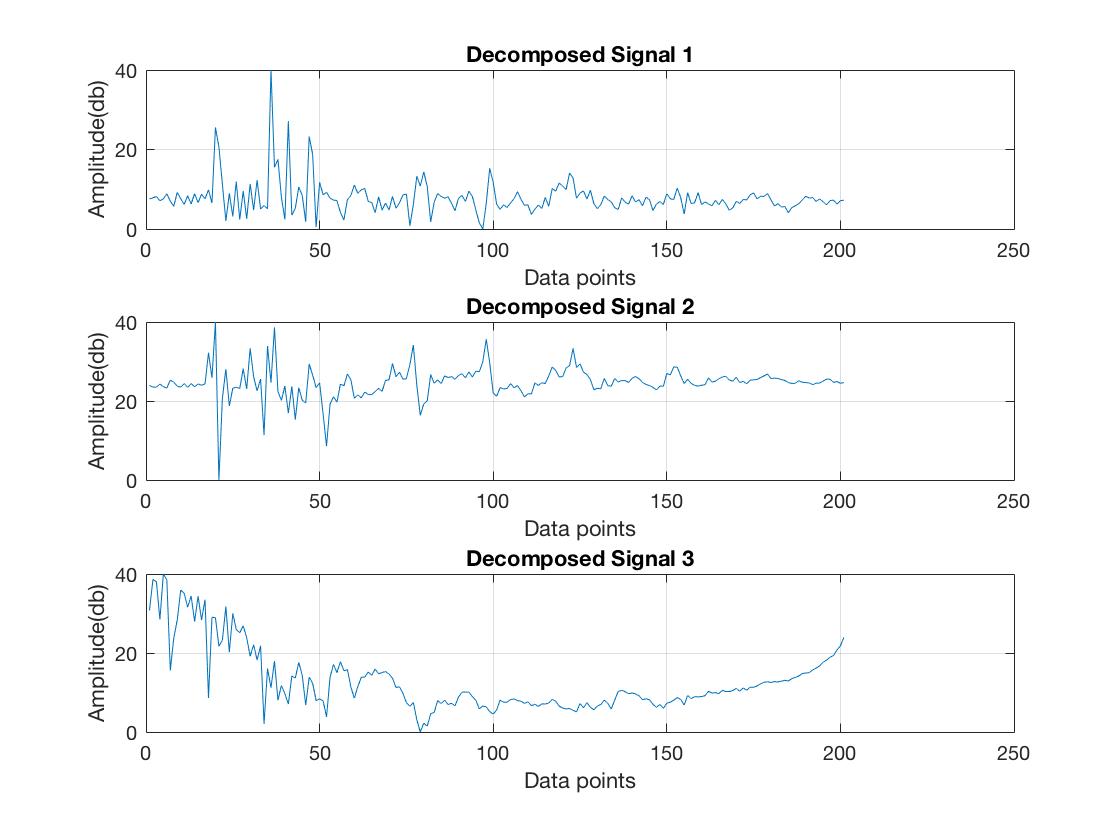 Decomposed Signal 1
Amplitude(db)
40
20
0
0 50 100 150 200 250
Data points
Decomposed Signal 2
Amplitude(db)
40
20
0
0 50 100 150 200 250
Data points
Decomposed Signal 3
Amplitude(db)
40
20
0
0 50 100 150 200 250
Data points